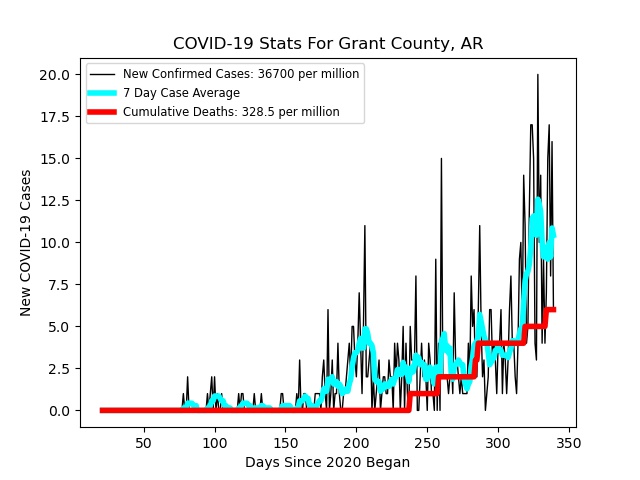 COVID-19 Stats For Grant County, AR
New Confirmed Cases: 36700 per million
7 Day Case Average
Cumulative Deaths: 328.5 per million
20.0
17.5
15.0
12.5
10.0
7.5
5.0
2.5
0.0
New COVID-19 Cases
50 100 150 200 250 300 350
Days Since 2020 Began